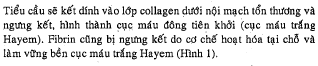 Tiểu cầu sẽ kết dính vào lớp collagen dưới nội mạch tổn thương và
ngưng kết, hình thành cục máu đông tiên khởi (cục máu trắng
Hayem). Fibrin cũng bị ngưng kết do cơ chế hoạt hóa tại chỗ và
làm vững bền cục máu trắng Hayem (Hình 1).